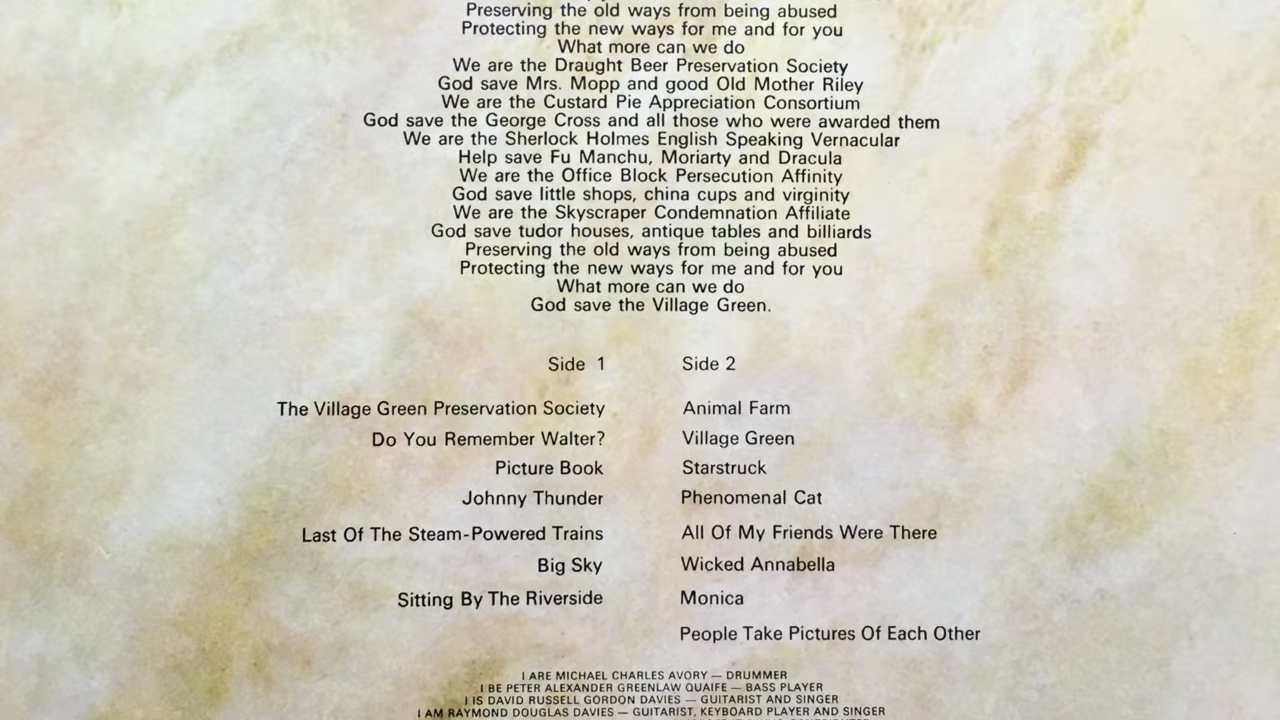 Preserving the old ways from being abused
Protecting the new ways for me and for you
What more can we do
We are the Draught Beer Preservation Society
God save Mrs. Mopp and good Old Mother Riley
We are the Custard Pie Appreciation Consortium
God save the George Cross and all those who were awarded them
We are the Sherlock Holmes English Speaking Vernacular
Help save Fu Manchu, Moriarty and Dracula
We are the Office Block Persecution Affinity
God save little shops, china cups and virginity
We are the Skyscraper Condemnation Affiliate
God save tudor houses, antique tables and billiards
Preserving the old ways from being abused
Protecting the new ways for me and for you
What more can we do
God save the Village Green.
Side 1
The Village Green Preservation Society
Do You Remember Walter?
Picture Book
Johnny Thunder
Last Of The Steam-Powered Trains
Big Sky
Sitting By The Riverside
Side 2
Animal Farm
Village Green
Starstruck
Phenomenal Cat
All Of My Friends Were There
Wicked Annabella
Monica
People Take Pictures Of Each Other
I ARE MICHAEL CHARLES AVORY — DRUMMER
I BE PETER ALEXANDER GREENLAW QUAIFE — BASS PLAYER
I IS DAVID RUSSELL GORDON DAVIES — GUITARIST AND SINGER
I AM RAYMOND DOUGLAS DAVIES — GUITARIST, KEYBOARD PLAYER AND SINGER